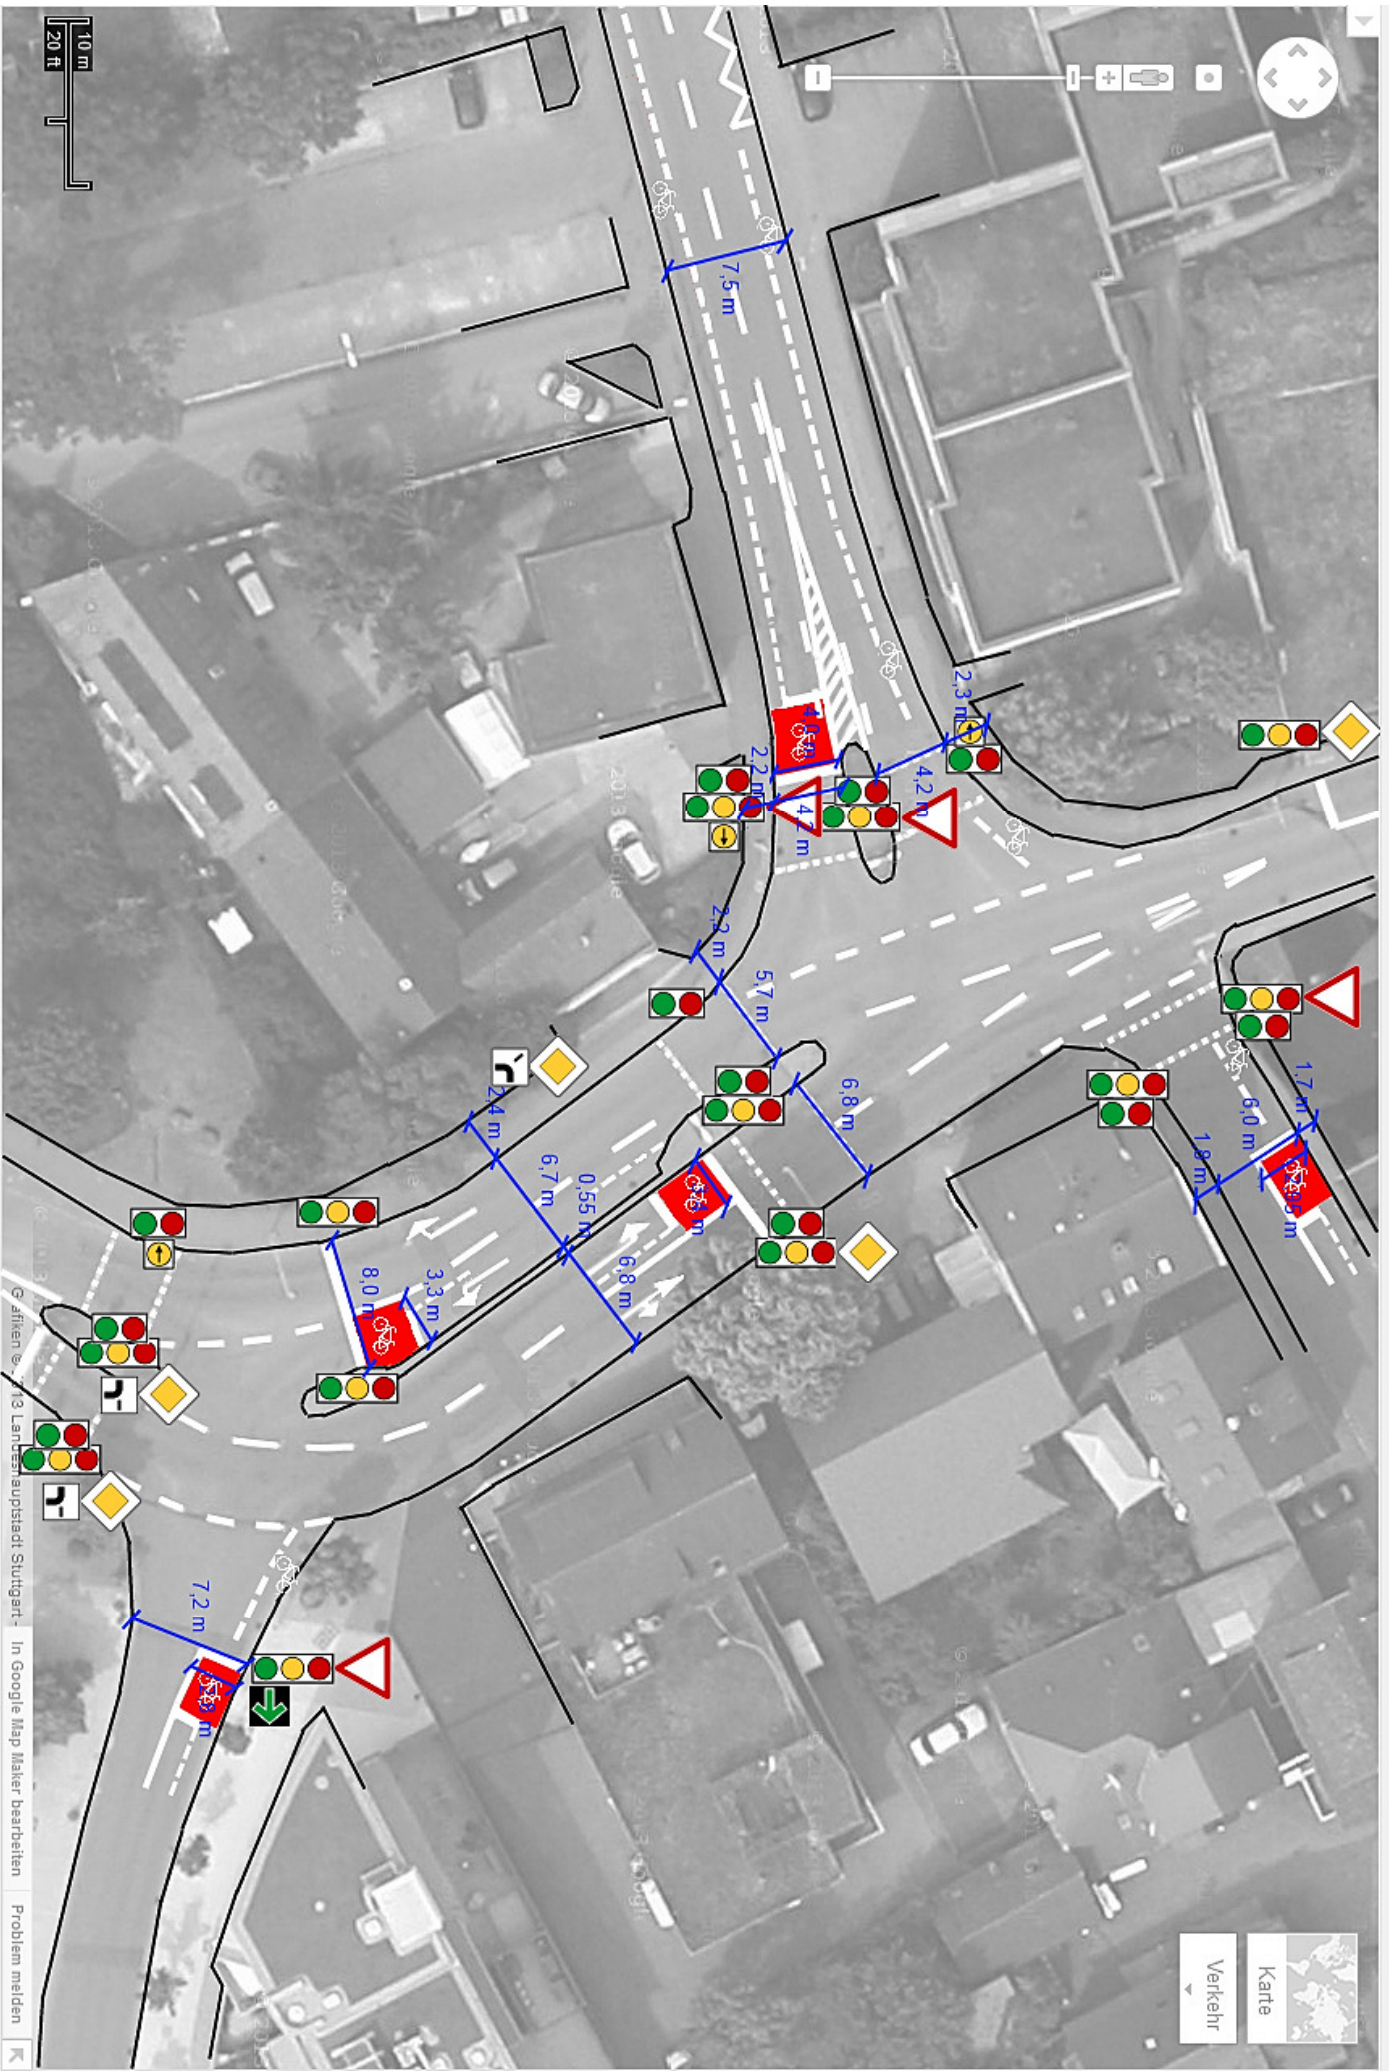 10 m
20 ft
7,5 m
2,3 m
4,0 m
2,2 m
4,2 m
4,2 m
2,2 m
5,7 m
6,8 m
1,7 m
6,0 m
1,8 m
2,4 m
6,7 m
0,55 m
6,8 m
8,0 m
3,3 m
7,2 m
Karte
Verkehr
Landeshauptstadt Stuttgart -
In Google Map Maker bearbeiten
Problem melden